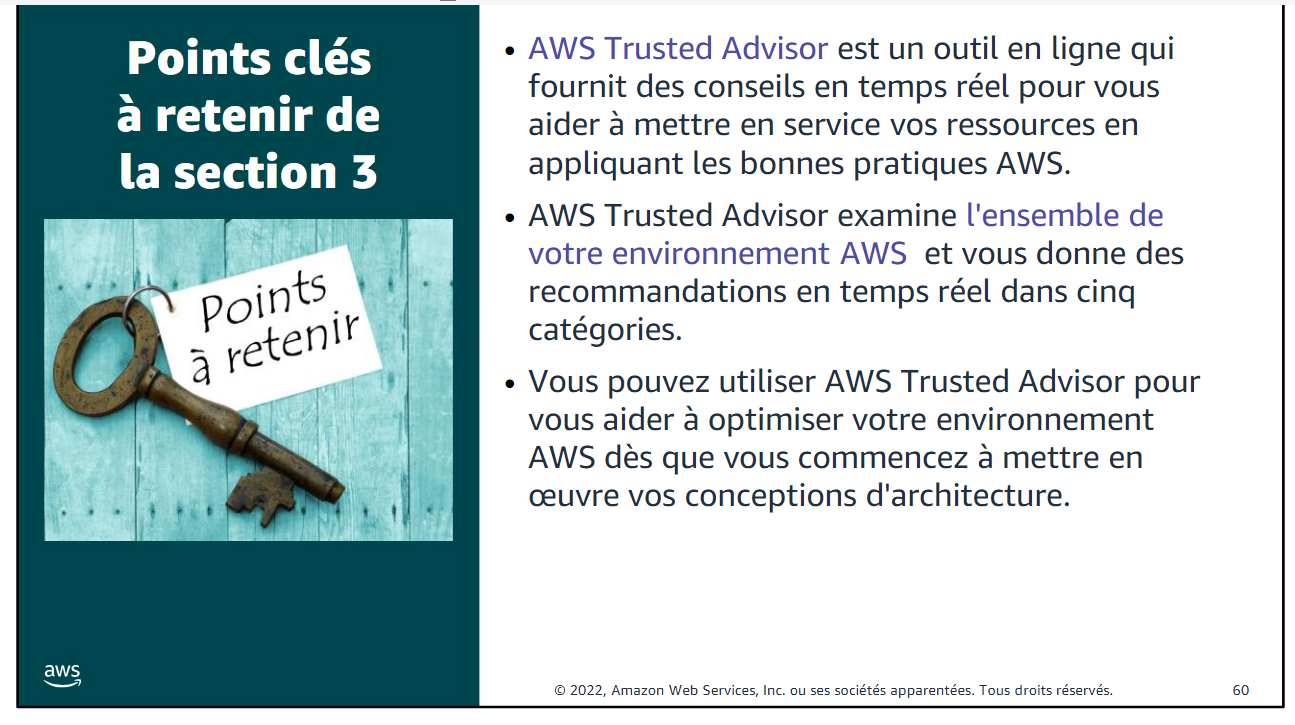 Points clés
à retenir de
la section 3
Points
à retenir
aws
• AWS Trusted Advisor est un outil en ligne qui
fournit des conseils en temps réel pour vous
aider à mettre en service vos ressources en
appliquant les bonnes pratiques AWS.
• AWS Trusted Advisor examine l'ensemble de
votre environnement AWS et vous donne des
recommandations en temps réel dans cinq
catégories.
• Vous pouvez utiliser AWS Trusted Advisor pour
vous aider à optimiser votre environnement
AWS dès que vous commencez à mettre en
œuvre vos conceptions d'architecture.
© 2022, Amazon Web Services, Inc. ou ses sociétés apparentées. Tous droits réservés.
60